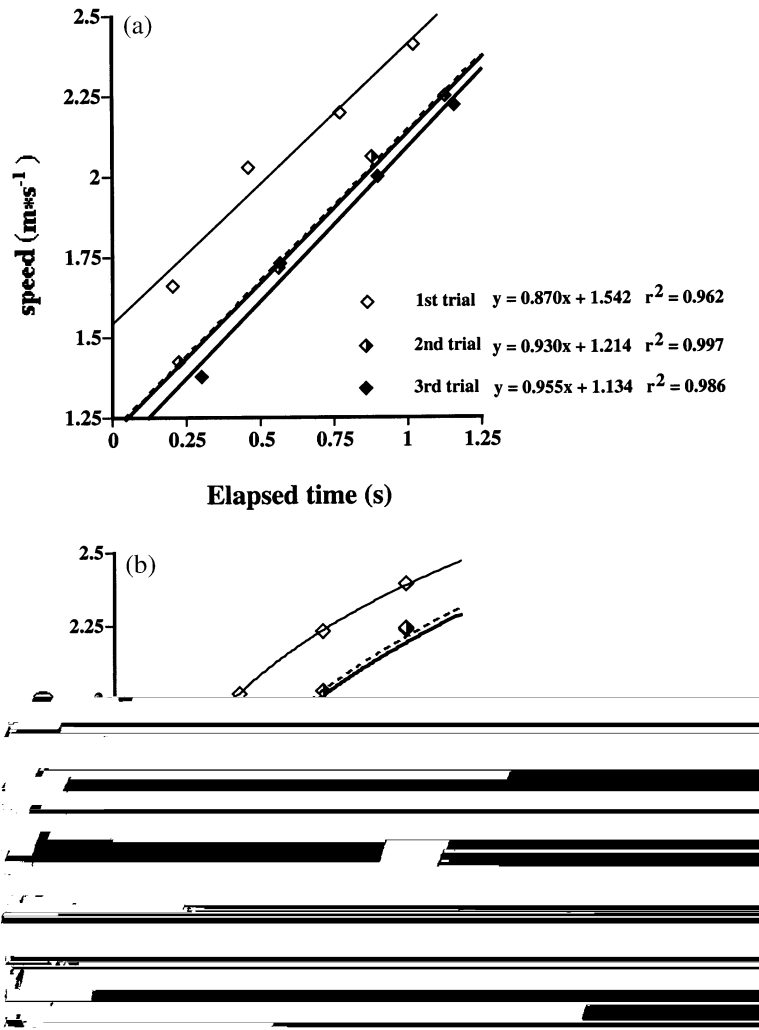 2.5
(a)
2.25
2
1.75
1.5
1.25
speed (m*s-1)
1st trial y = 0.870x + 1.542 r2 = 0.962
2nd trial y = 0.930x + 1.214 r2 = 0.997
3rd trial y = 0.955x + 1.134 r2 = 0.986
0 0.25 0.5 0.75 1 1.25
Elapsed time (s)
2.5
(b)
2.25